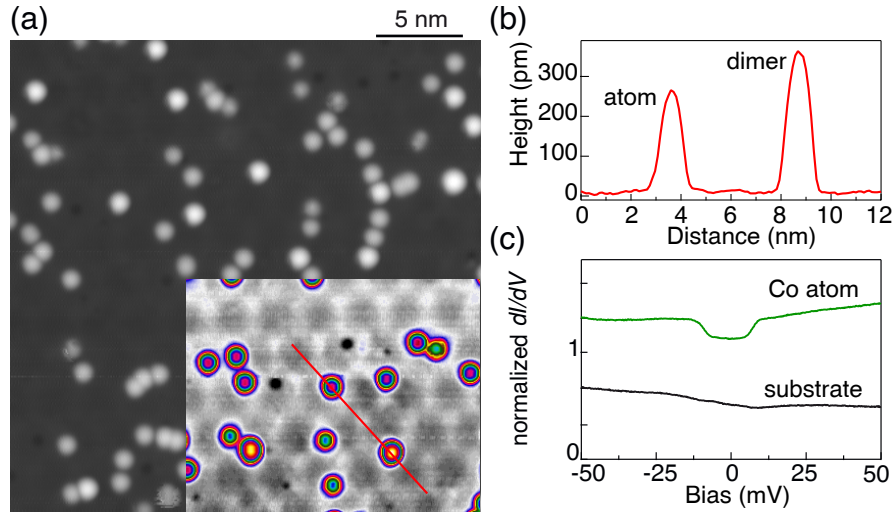 (a)
5 nm
(b)
Height (pm)
300
200
100
0
atom
dimer
0 2 4 6 8 10 12
Distance (nm)
(c)
normalized dI/dV
1
0
Co atom
substrate
-50 -25 0 25 50
Bias (mV)